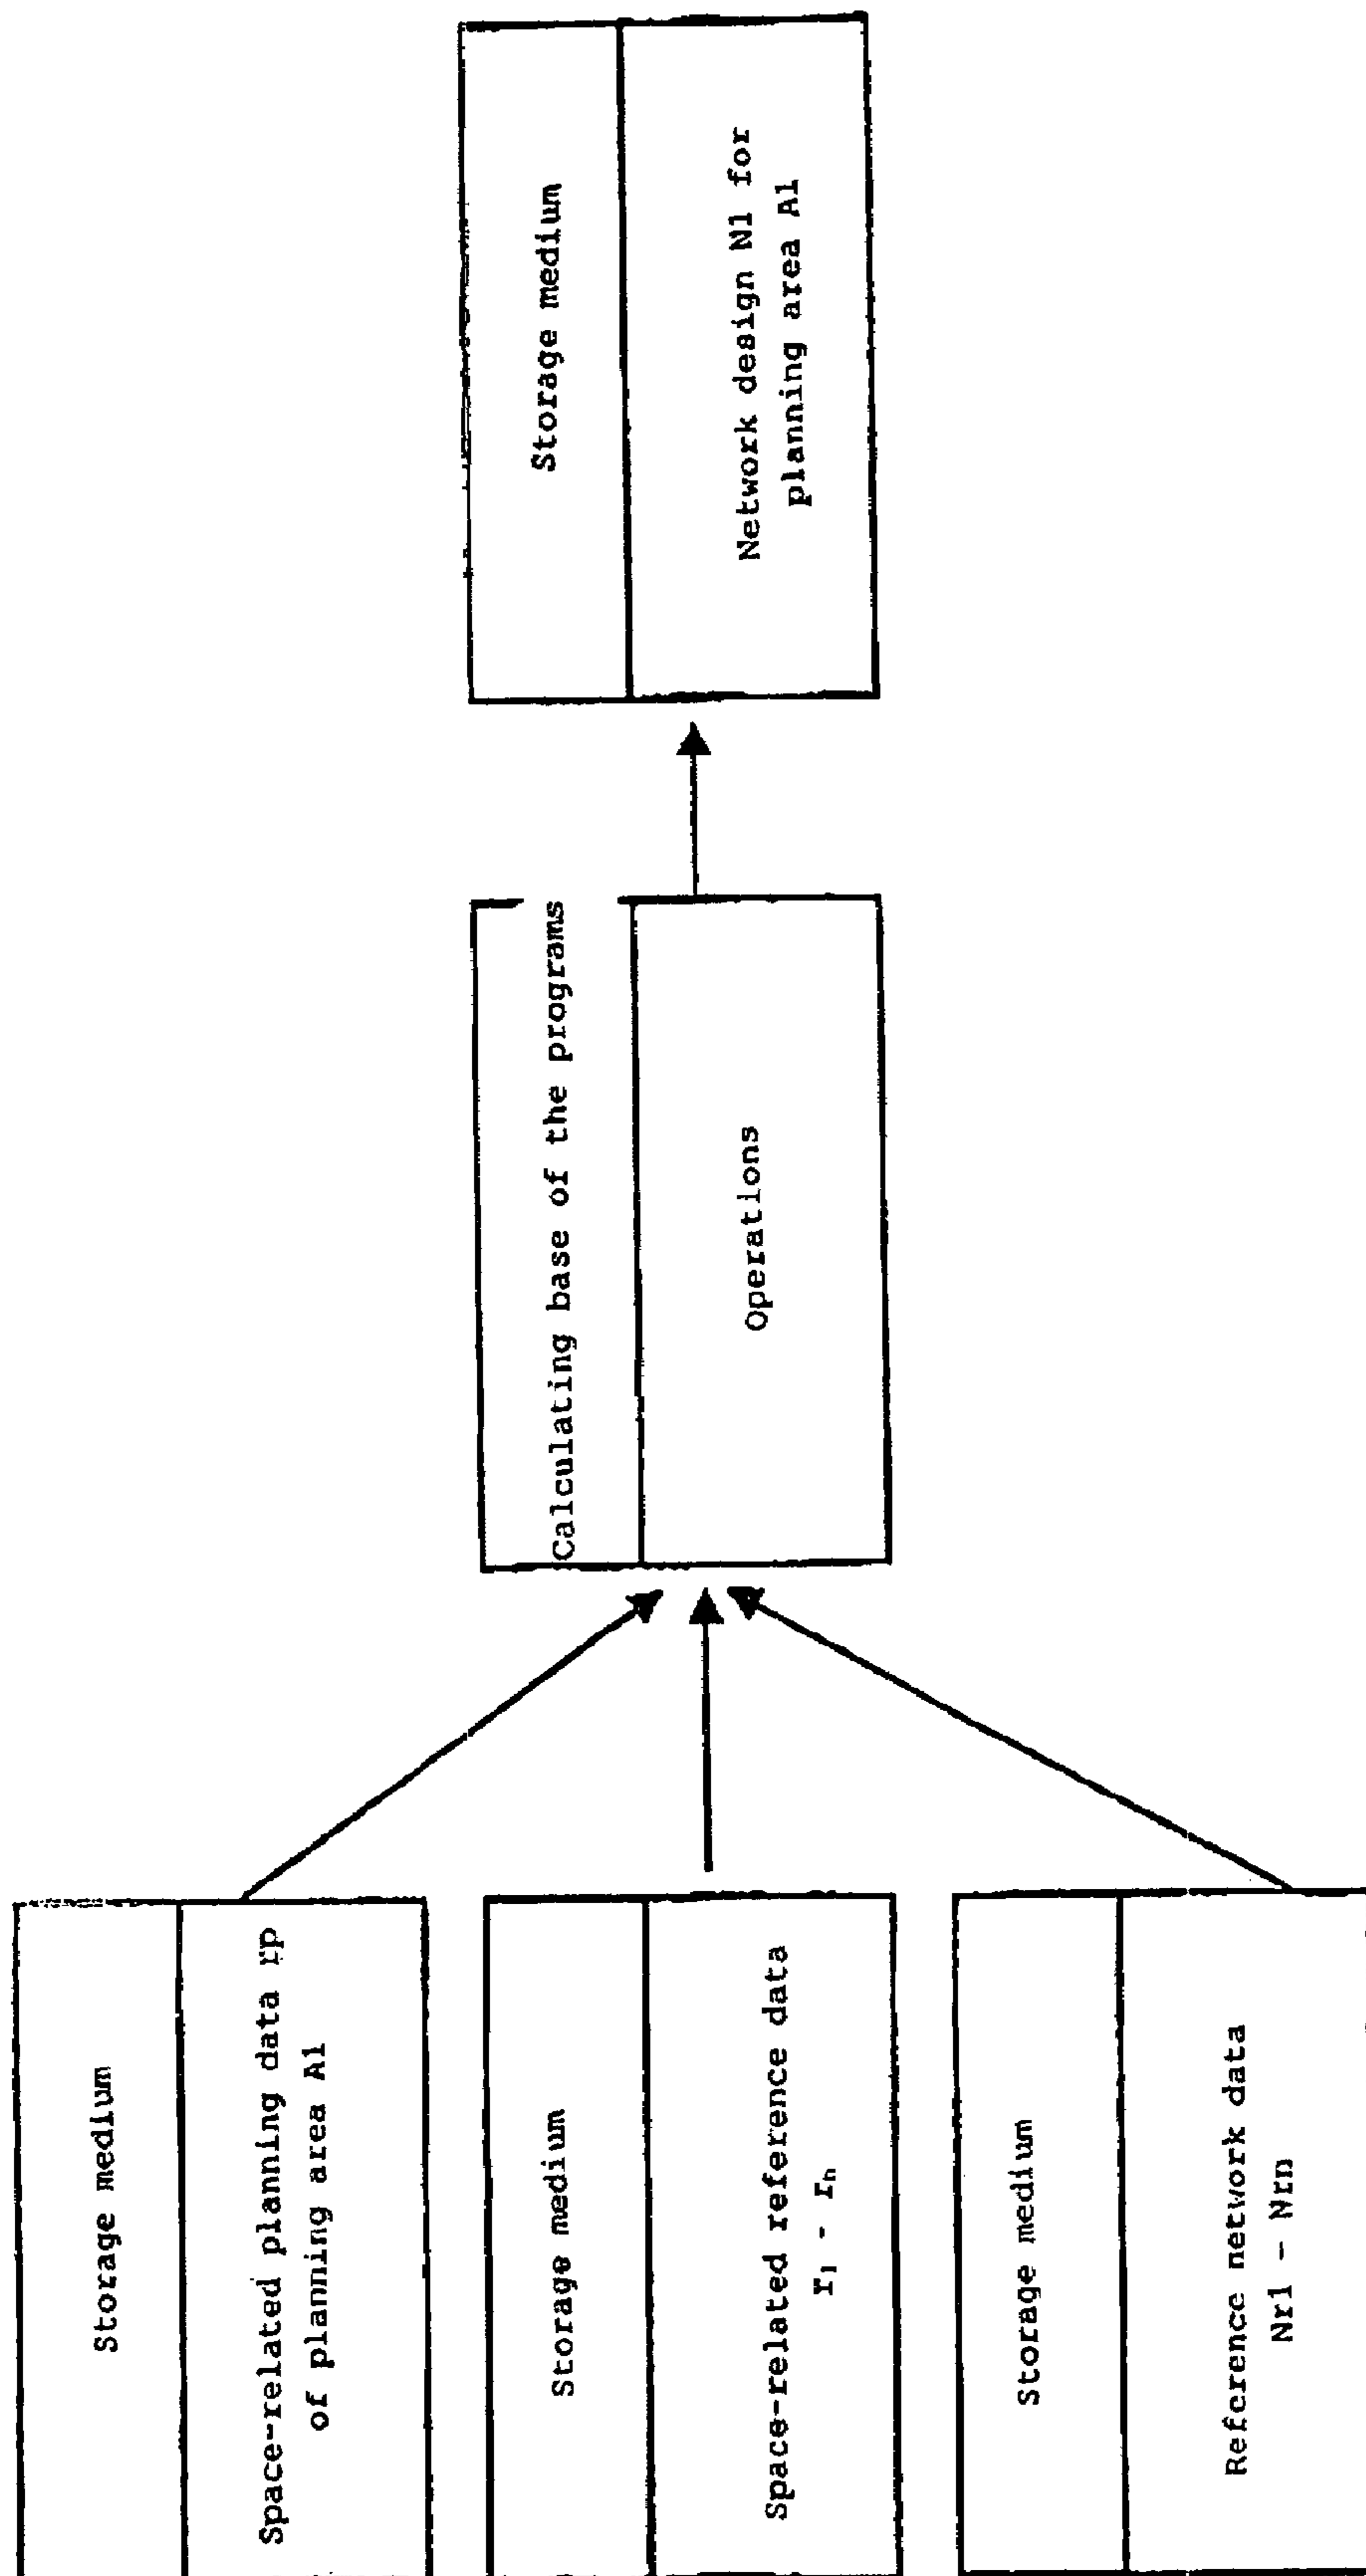 Storage medium
Space-related planning data rp
of planning area A1
Storage medium
Space-related reference data
r₁ - rₙ
Storage medium
Reference network data
Nr1 - Nrn
Calculating base of the programs
Operations
Storage medium
Network design N1 for
planning area A1